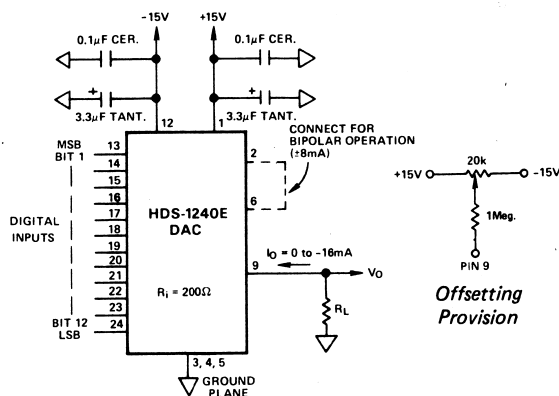 -15V
+15V
0.1µF CER.
0.1µF CER.
+
+
3.3µF TANT.
3.3µF TANT.
12
1
CONNECT FOR
BIPOLAR OPERATION
(±8mA)
MSB
BIT 1
13
14
15
16
17
18
19
20
21
22
23
24
DIGITAL
INPUTS
BIT 12
LSB
HDS-1240E
DAC
Ri = 200Ω
2
6
9
IO = 0 to -16mA
VO
RL
3, 4, 5
GROUND
PLANE
20k
+15V
-15V
1Meg.
PIN 9
Offsetting
Provision